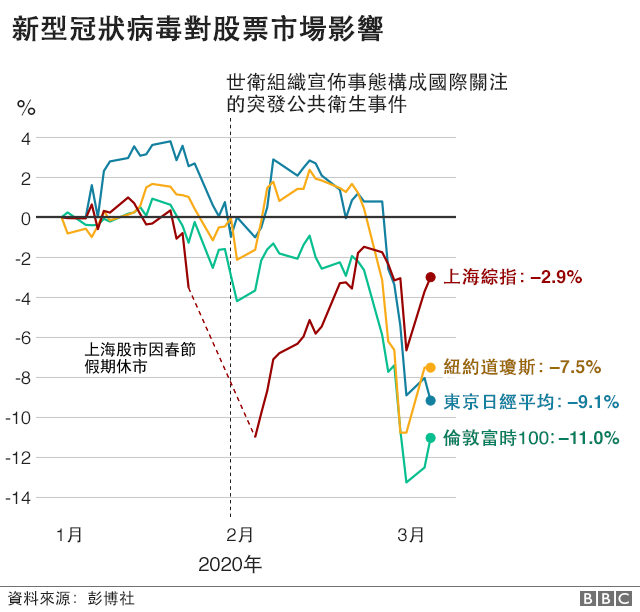 新型冠狀病毒對股票市場影響
世衛組織宣佈事態構成國際關注
的突發公共衛生事件
%
4
2
0
-2
-4
-6
-8
-10
-12
-14
上海股市因春節
假期休市
上海綜指: –2.9%
紐約道瓊斯: –7.5%
東京日經平均: –9.1%
倫敦富時100: –11.0%
1月 2月 3月
2020年
資料來源: 彭博社
BBC